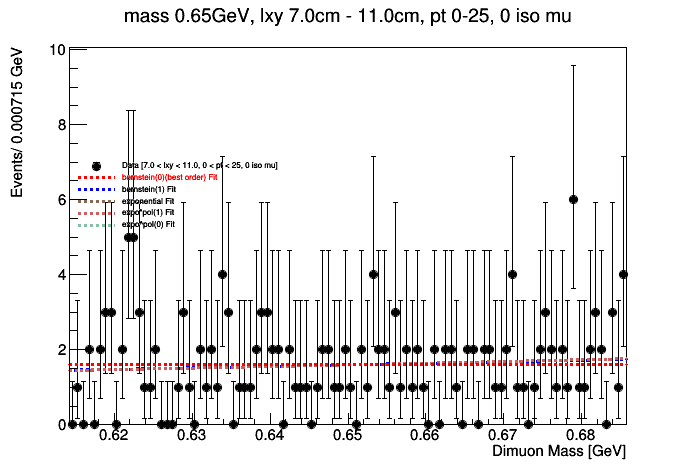 mass 0.65GeV, lxy 7.0cm - 11.0cm, pt 0-25, 0 iso mu
Events/ 0.000715 GeV
10
8
6
4
2
0
Data [7.0 < lxy < 11.0, 0 < pt < 25, 0 iso mu]
bernstein(0)(best order) Fit
bernstein(1) Fit
exponential Fit
expo*pol(1) Fit
expo*pol(0) Fit
0.62 0.63 0.64 0.65 0.66 0.67 0.68
Dimuon Mass [GeV]